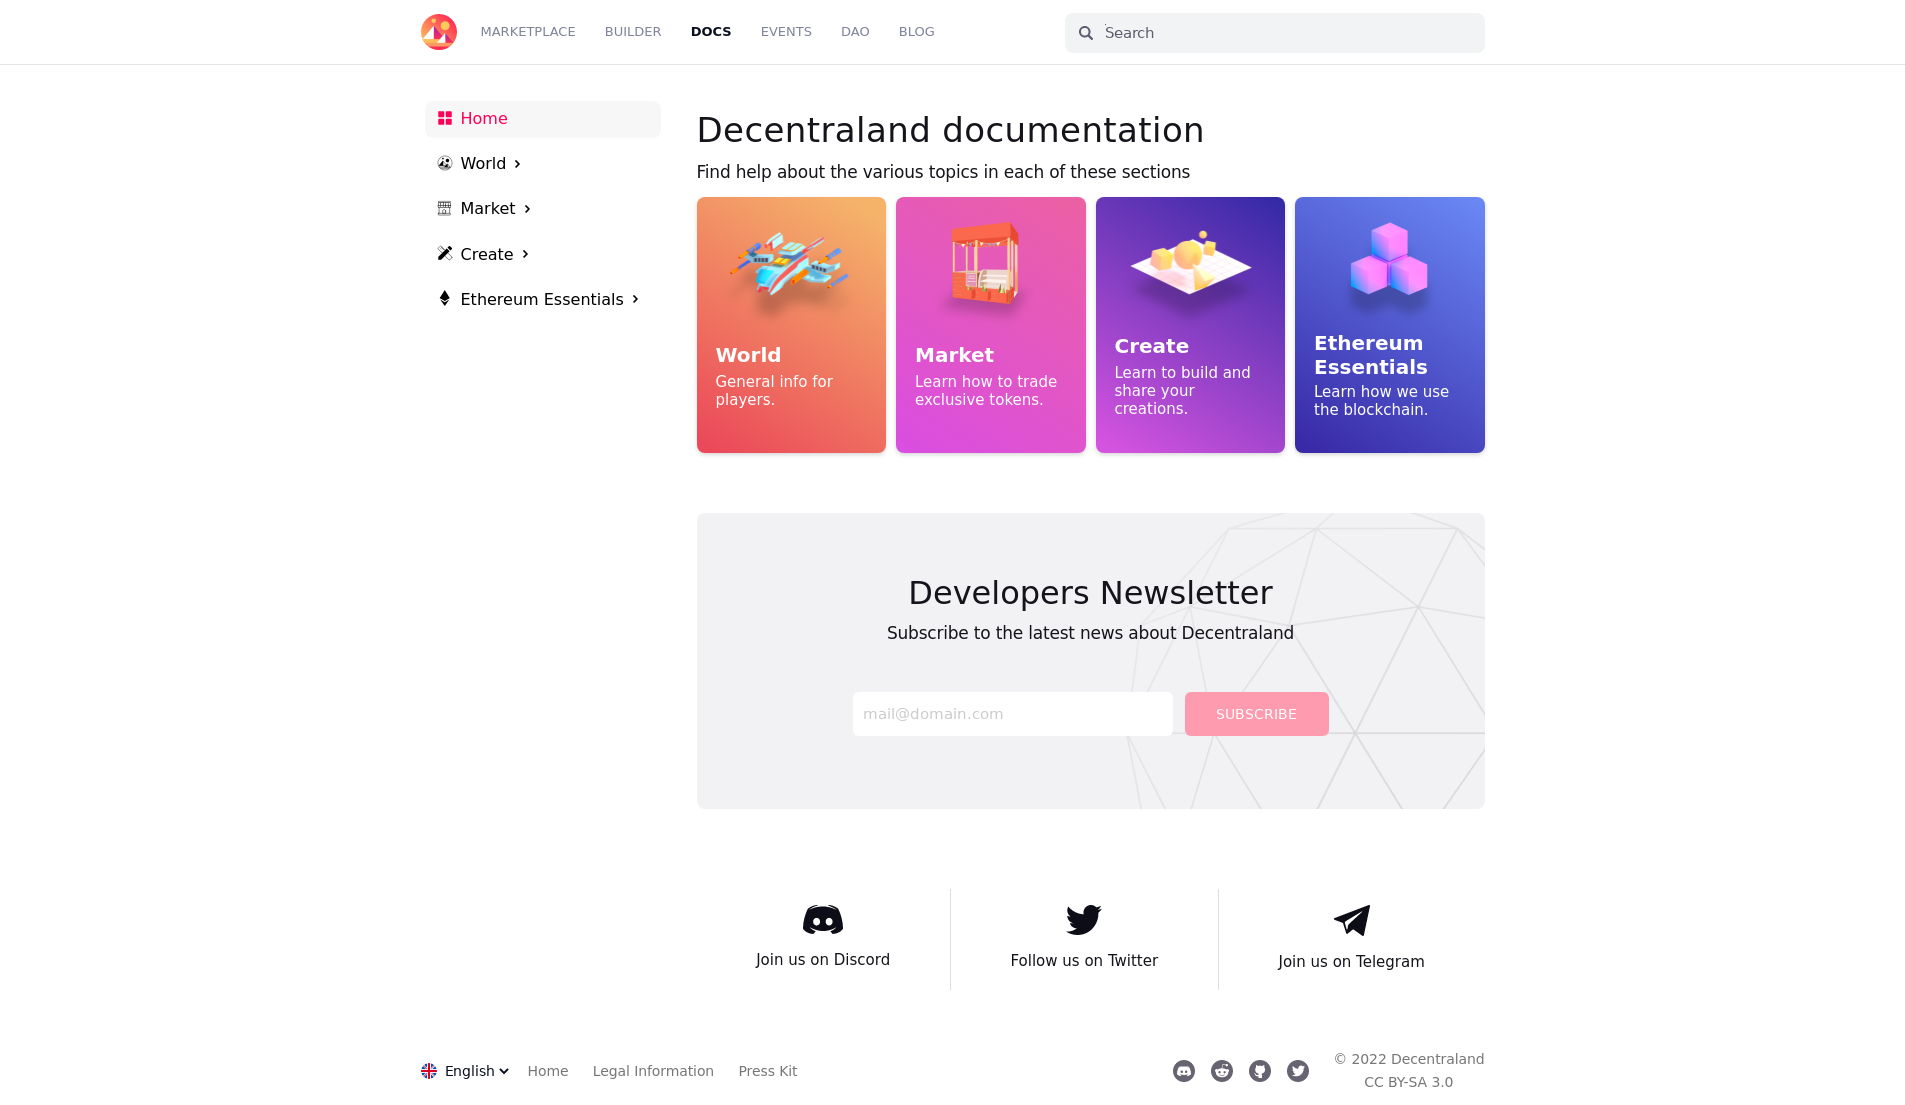 MARKETPLACE BUILDER DOCS EVENTS DAO BLOG Search
Home
World
Market
Create
Ethereum Essentials
Decentraland documentation
Find help about the various topics in each of these sections
World
General info for
players.
Market
Learn how to trade
exclusive tokens.
Create
Learn to build and
share your
creations.
Ethereum
Essentials
Learn how we use
the blockchain.
Developers Newsletter
Subscribe to the latest news about Decentraland
mail@domain.com SUBSCRIBE
Join us on Discord
Follow us on Twitter
Join us on Telegram
English Home Legal Information Press Kit
© 2022 Decentraland
CC BY-SA 3.0